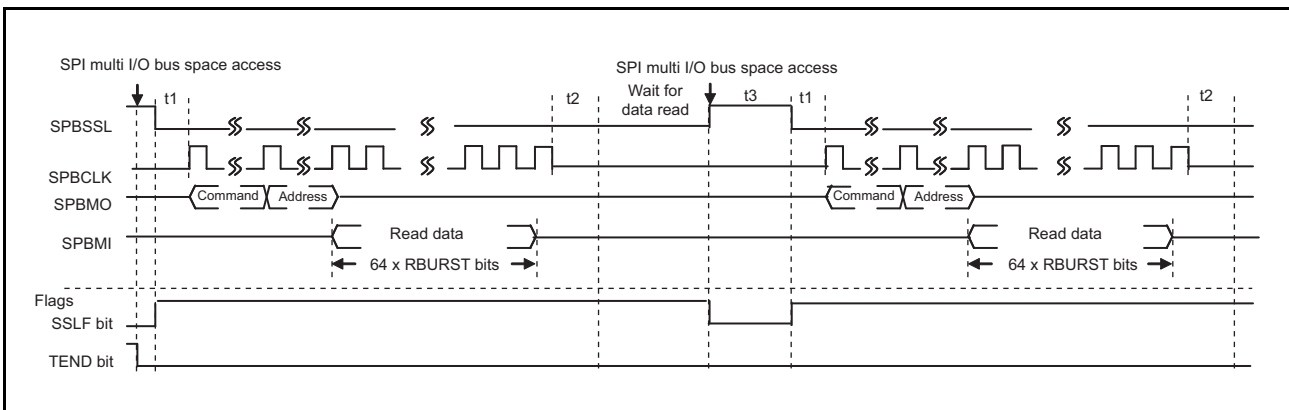 SPI multi I/O bus space access
SPI multi I/O bus space access
Wait for
data read
t1
t2
t3
t1
t2
SPBSSL
SPBCLK
SPBMO
Command
Address
Command
Address
SPBMI
Read data
Read data
64 x RBURST bits
64 x RBURST bits
Flags
SSLF bit
TEND bit